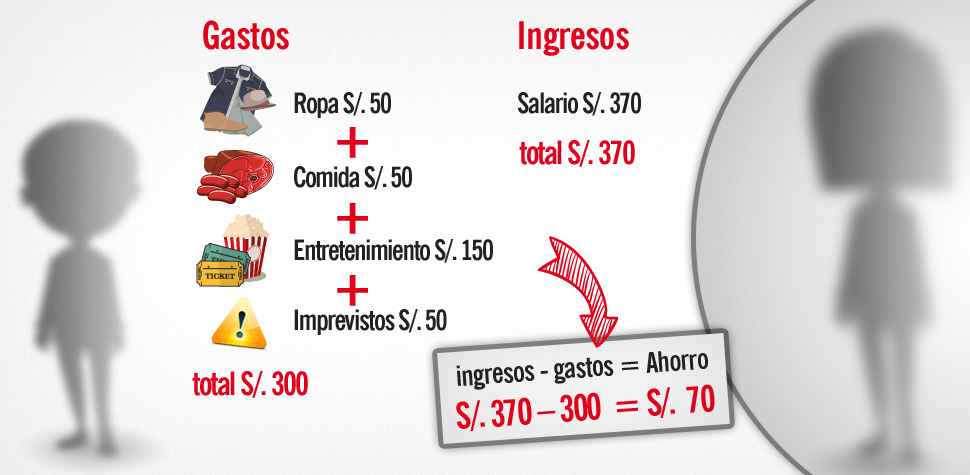 Gastos
Ropa S/. 50
+
Comida S/. 50
+
Entretenimiento S/. 150
TICKET
+
Imprevistos S/. 50
total S/. 300
Ingresos
Salario S/. 370
total S/. 370
ingresos - gastos = Ahorro
S/. 370 – 300 = S/. 70